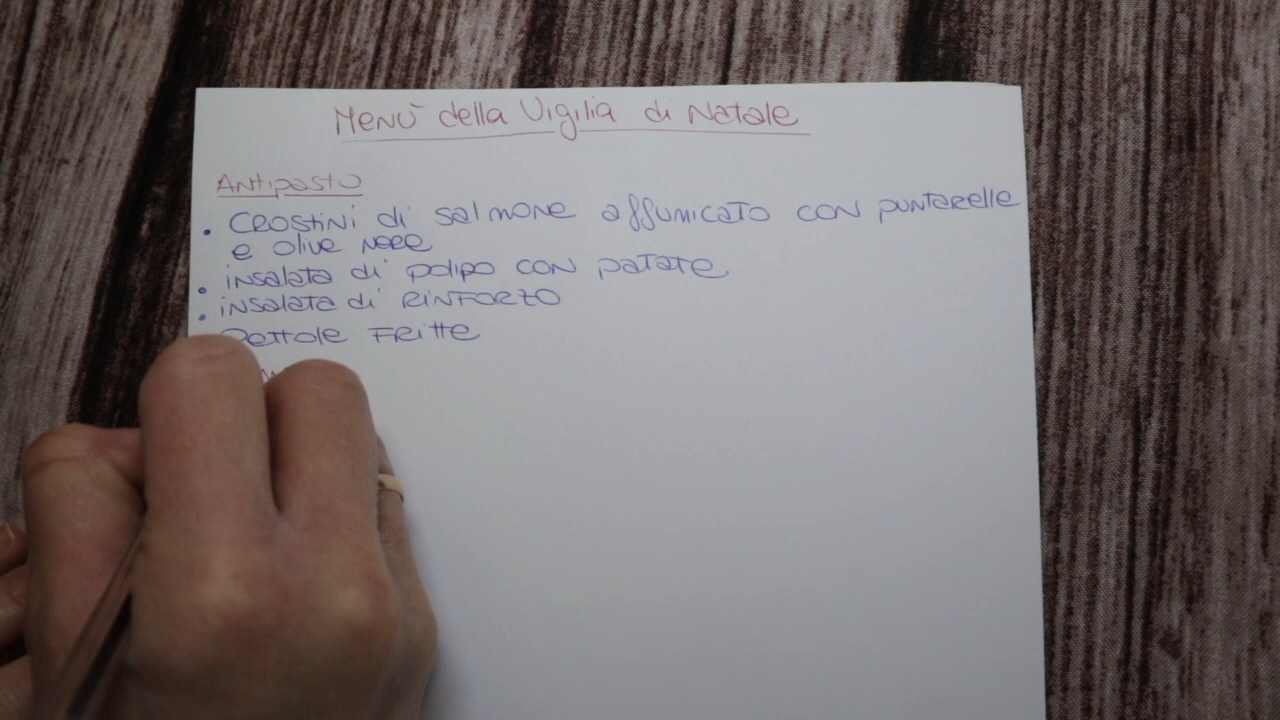 Menù della Vigilia di Natale
Antipasto
• Crostini di salmone affumicato con puntarelle
e olive nere
• insalata di polipo con patate
• insalata di RINFORZO
Pettole FRitte